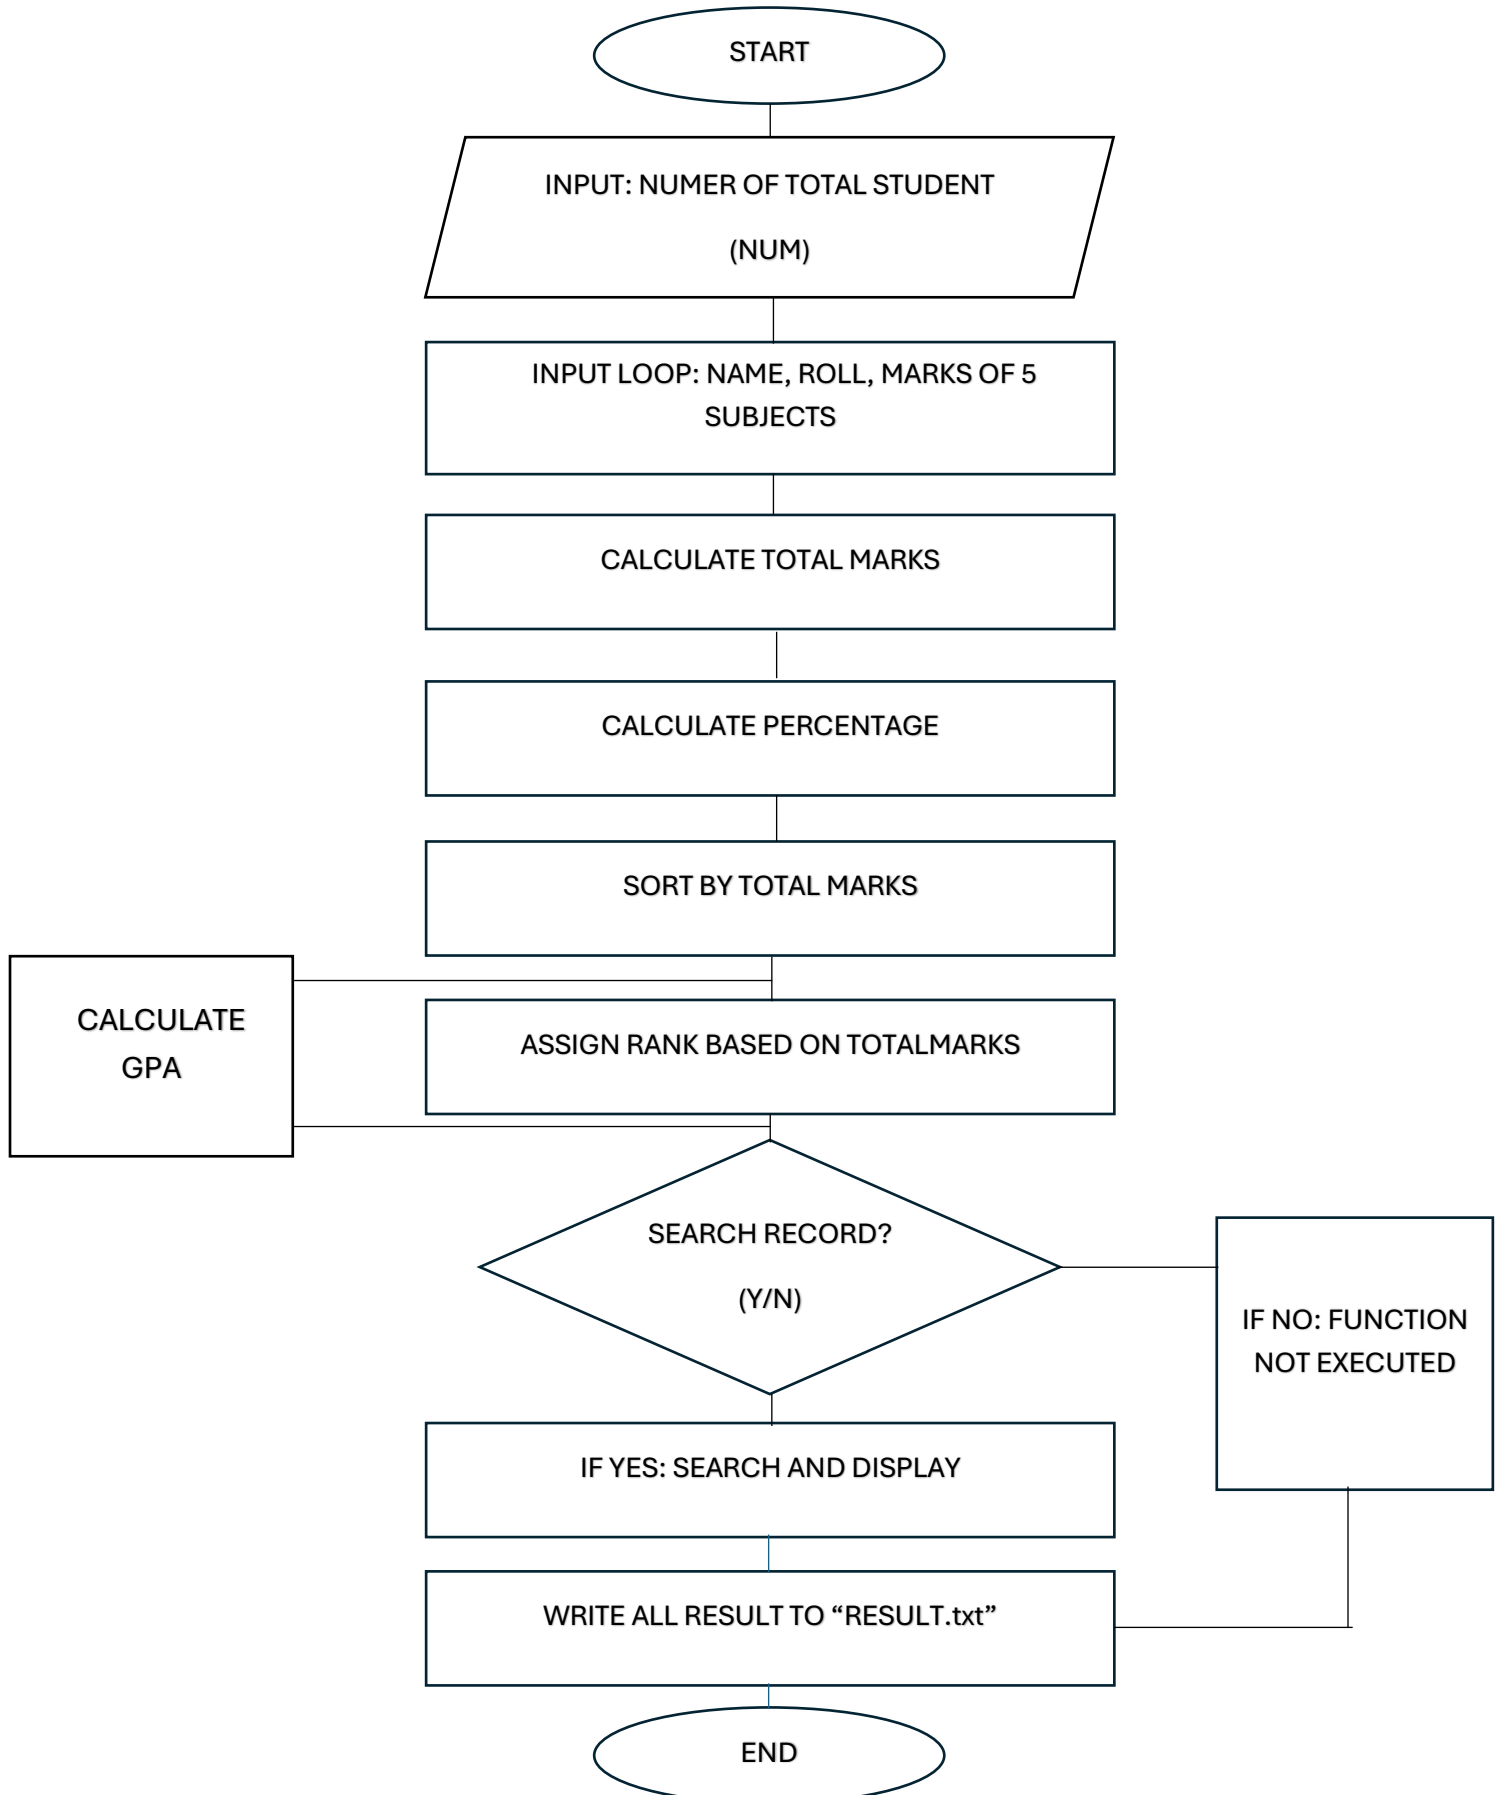 START
INPUT: NUMER OF TOTAL STUDENT
(NUM)
INPUT LOOP: NAME, ROLL, MARKS OF 5
SUBJECTS
CALCULATE TOTAL MARKS
CALCULATE PERCENTAGE
SORT BY TOTAL MARKS
CALCULATE
GPA
ASSIGN RANK BASED ON TOTALMARKS
SEARCH RECORD?
(Y/N)
IF NO: FUNCTION
NOT EXECUTED
IF YES: SEARCH AND DISPLAY
WRITE ALL RESULT TO “RESULT.txt”
END